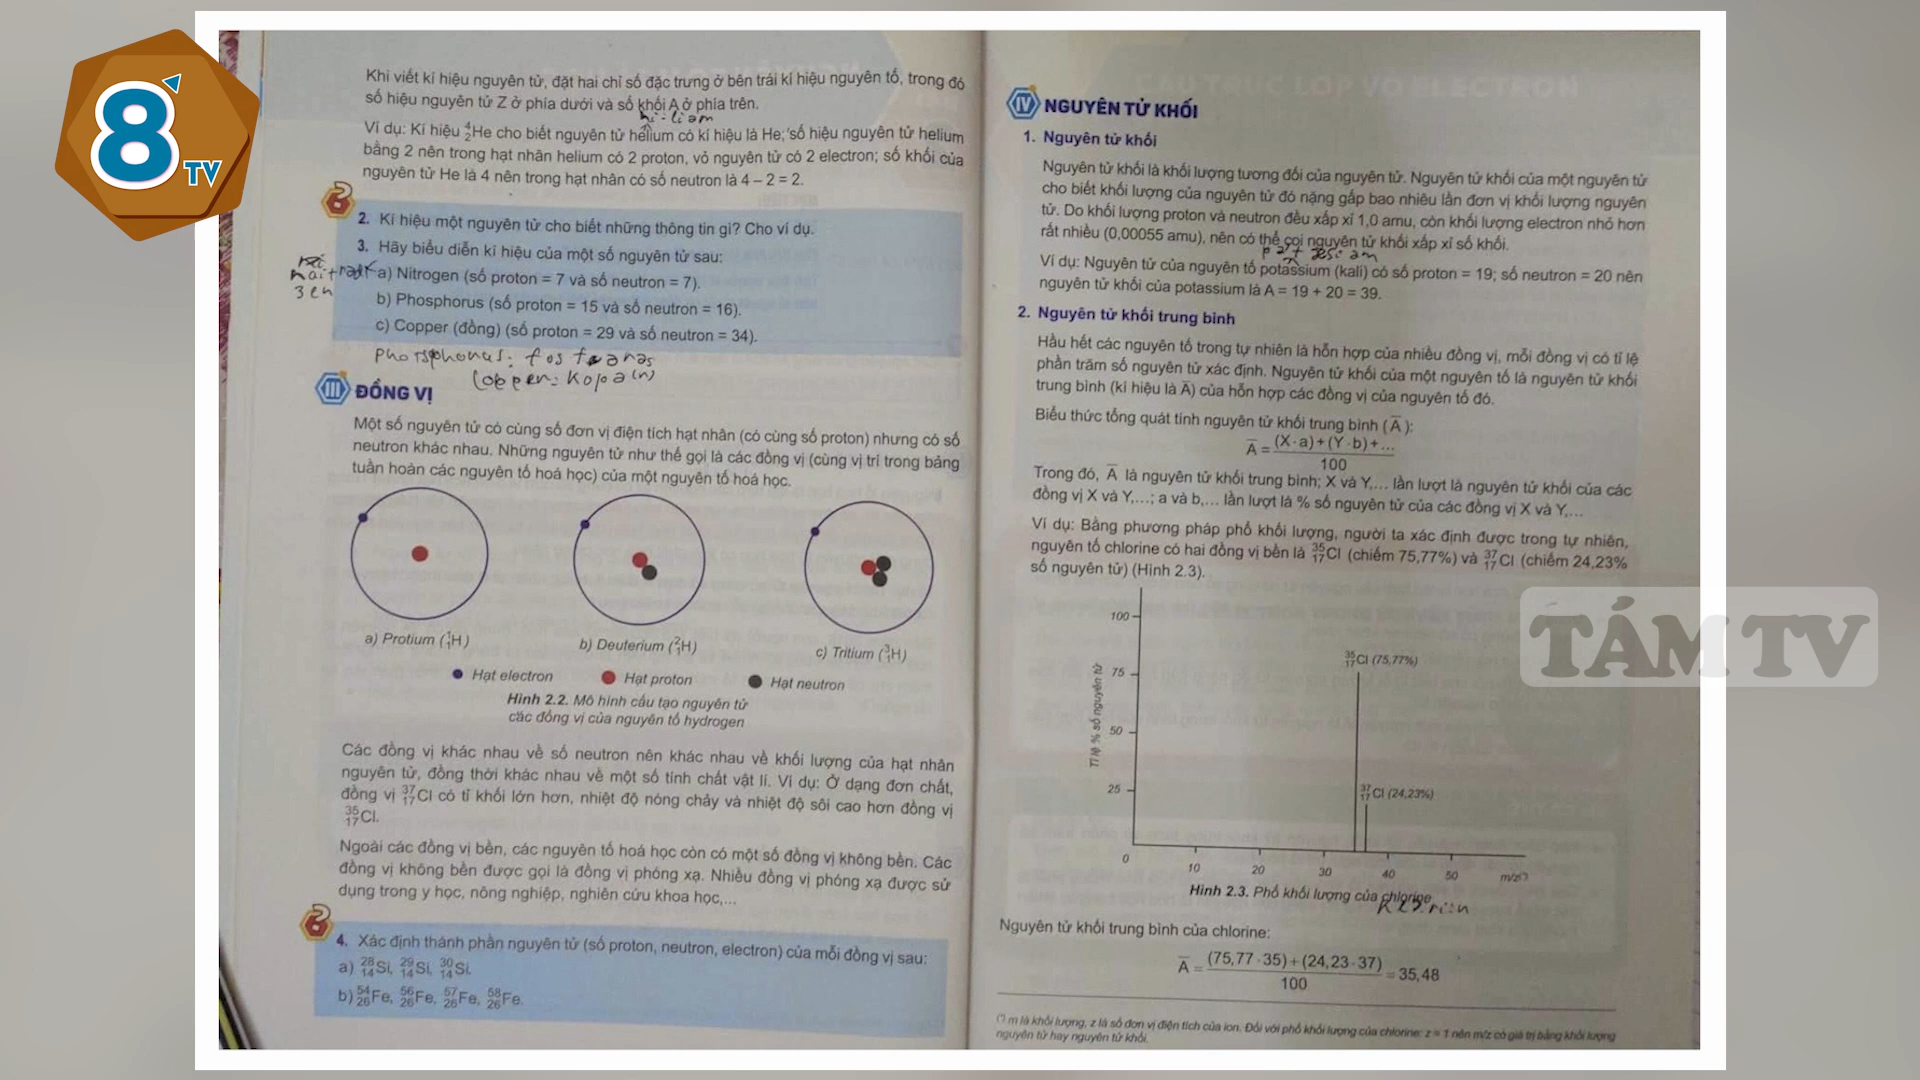 8
TV
Khi viết kí hiệu nguyên tử, đặt hai chỉ số đặc trưng ở bên trái kí hiệu nguyên tố, trong đó
số hiệu nguyên tử Z ở phía dưới và số khối A ở phía trên.
hi-li-ầm
Ví dụ: Kí hiệu ⁴₂He cho biết nguyên tử helium có kí hiệu là He; số hiệu nguyên tử helium
bằng 2 nên trong hạt nhân helium có 2 proton, vỏ nguyên tử có 2 electron; số khối của
nguyên tử He là 4 nên trong hạt nhân có số neutron là 4 – 2 = 2.
2. Kí hiệu một nguyên tử cho biết những thông tin gì? Cho ví dụ.
3. Hãy biểu diễn kí hiệu của một số nguyên tử sau:
a) Nitrogen (số proton = 7 và số neutron = 7).
b) Phosphorus (số proton = 15 và số neutron = 16).
c) Copper (đồng) (số proton = 29 và số neutron = 34).
III ĐỒNG VỊ
Một số nguyên tử có cùng số đơn vị điện tích hạt nhân (có cùng số proton) nhưng có số
neutron khác nhau. Những nguyên tử như thế gọi là các đồng vị (cùng vị trí trong bảng
tuần hoàn các nguyên tố hoá học) của một nguyên tố hoá học.
a) Protium (¹₁H)
b) Deuterium (²₁H)
c) Tritium (³₁H)
Hạt electron
Hạt proton
Hạt neutron
Hình 2.2. Mô hình cấu tạo nguyên tử
các đồng vị của nguyên tố hydrogen
Các đồng vị khác nhau về số neutron nên khác nhau về khối lượng của hạt nhân
nguyên tử, đồng thời khác nhau về một số tính chất vật lí. Ví dụ: Ở dạng đơn chất,
đồng vị ³⁷₁₇Cl có tỉ khối lớn hơn, nhiệt độ nóng chảy và nhiệt độ sôi cao hơn đồng vị
³⁵₁₇Cl.
Ngoài các đồng vị bền, các nguyên tố hoá học còn có một số đồng vị không bền. Các
đồng vị không bền được gọi là đồng vị phóng xạ. Nhiều đồng vị phóng xạ được sử
dụng trong y học, nông nghiệp, nghiên cứu khoa học,...
4. Xác định thành phần nguyên tử (số proton, neutron, electron) của mỗi đồng vị sau:
a) ²⁸₁₄Si, ²⁹₁₄Si, ³⁰₁₄Si.
b) ⁵⁴₂₆Fe, ⁵⁶₂₆Fe, ⁵⁷₂₆Fe, ⁵⁸₂₆Fe.
IV NGUYÊN TỬ KHỐI
1. Nguyên tử khối
Nguyên tử khối là khối lượng tương đối của nguyên tử. Nguyên tử khối của một nguyên tử
cho biết khối lượng của nguyên tử đó nặng gấp bao nhiêu lần đơn vị khối lượng nguyên
tử. Do khối lượng proton và neutron đều xấp xỉ 1,0 amu, còn khối lượng electron nhỏ hơn
rất nhiều (0,00055 amu), nên có thể coi nguyên tử khối xấp xỉ số khối.
Ví dụ: Nguyên tử của nguyên tố potassium (kali) có số proton = 19; số neutron = 20 nên
nguyên tử khối của potassium là A = 19 + 20 = 39.
2. Nguyên tử khối trung bình
Hầu hết các nguyên tố trong tự nhiên là hỗn hợp của nhiều đồng vị, mỗi đồng vị có tỉ lệ
phần trăm số nguyên tử xác định. Nguyên tử khối của một nguyên tố là nguyên tử khối
trung bình (kí hiệu là A̅) của hỗn hợp các đồng vị của nguyên tố đó.
Biểu thức tổng quát tính nguyên tử khối trung bình (A̅):
A̅ = (X · a) + (Y · b) + ...
100
Trong đó, A̅ là nguyên tử khối trung bình; X và Y,... lần lượt là nguyên tử khối của các
đồng vị X và Y,...; a và b,... lần lượt là % số nguyên tử của các đồng vị X và Y,...
Ví dụ: Bằng phương pháp phổ khối lượng, người ta xác định được trong tự nhiên,
nguyên tố chlorine có hai đồng vị bền là ³⁵₁₇Cl (chiếm 75,77%) và ³⁷₁₇Cl (chiếm 24,23%
số nguyên tử) (Hình 2.3).
TÁM TV
Tỉ lệ % số nguyên tử
100
75
50
25
0
³⁵₁₇Cl (75,77%)
³⁷₁₇Cl (24,23%)
10 20 30 40 50 m/z(*)
Hình 2.3. Phổ khối lượng của chlorine
Nguyên tử khối trung bình của chlorine:
A̅ = (75,77 · 35) + (24,23 · 37) = 35,48
100
(*) m là khối lượng, z là số đơn vị điện tích của ion. Đối với phổ khối lượng của chlorine: z = 1 nên m/z có giá trị bằng khối lượng
nguyên tử hay nguyên tử khối.